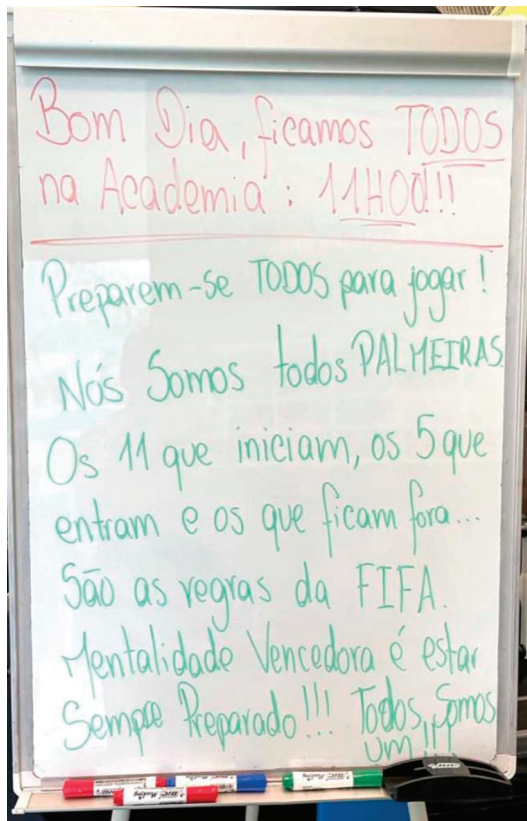 Bom Dia, ficamos TODOS
na Academia: 11H00!!!
Preparem-se TODOS para jogar!
Nós Somos todos PALMEIRAS.
Os 11 que iniciam, os 5 que
entram e os que ficam fora...
São as regras da FIFA.
Mentalidade Vencedora é estar
Sempre Preparado!!! Todos Somos
um!!!